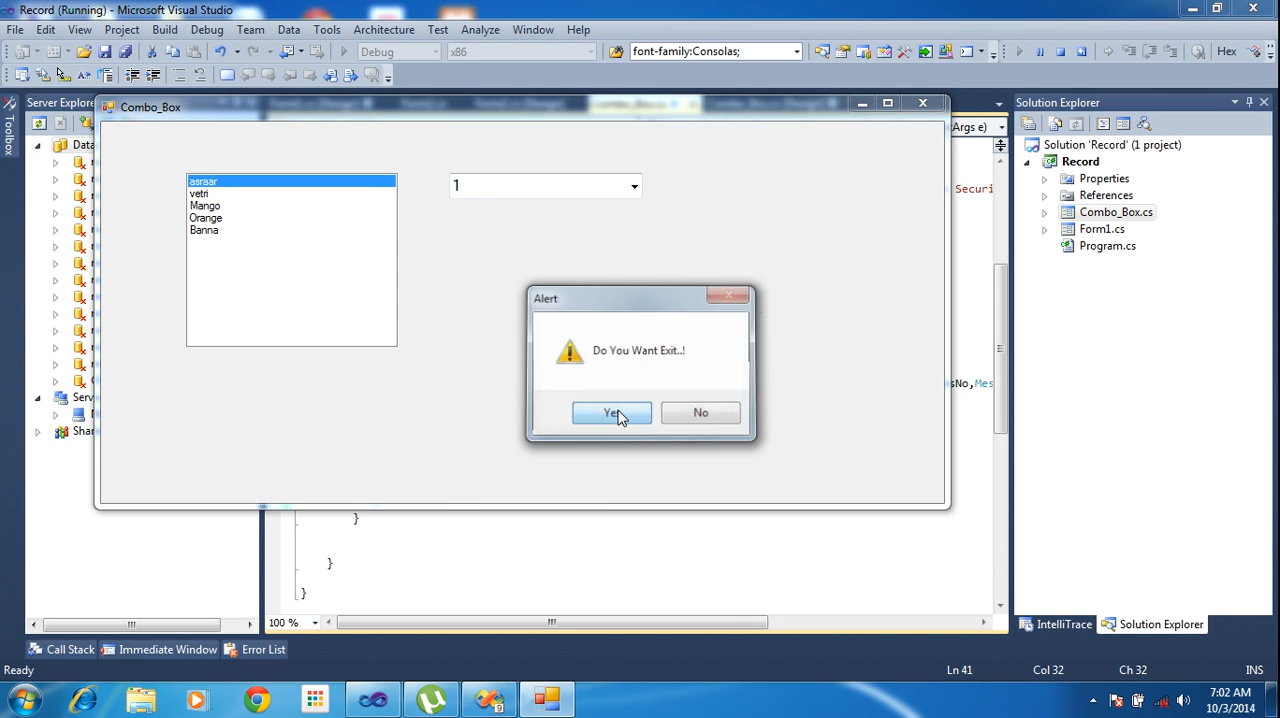 Record (Running) - Microsoft Visual Studio
File Edit View Project Build Debug Team Data Tools Architecture Test Analyze Window Help
Debug x86 font-family:Consolas; Hex
Server Explorer
Combo_Box
Args e)
Solution Explorer
Toolbox
Data
asraar
vetri
Mango
Orange
Banna
1
Securi
Solution 'Record' (1 project)
Record
Properties
References
Combo_Box.cs
Form1.cs
Program.cs
Alert
Do You Want Exit..!
Yes No
sNo,Mes
Serv
Shar
}
}
}
100 %
IntelliTrace Solution Explorer
Call Stack Immediate Window Error List
Ready Ln 41 Col 32 Ch 32 INS
7:02 AM
10/3/2014